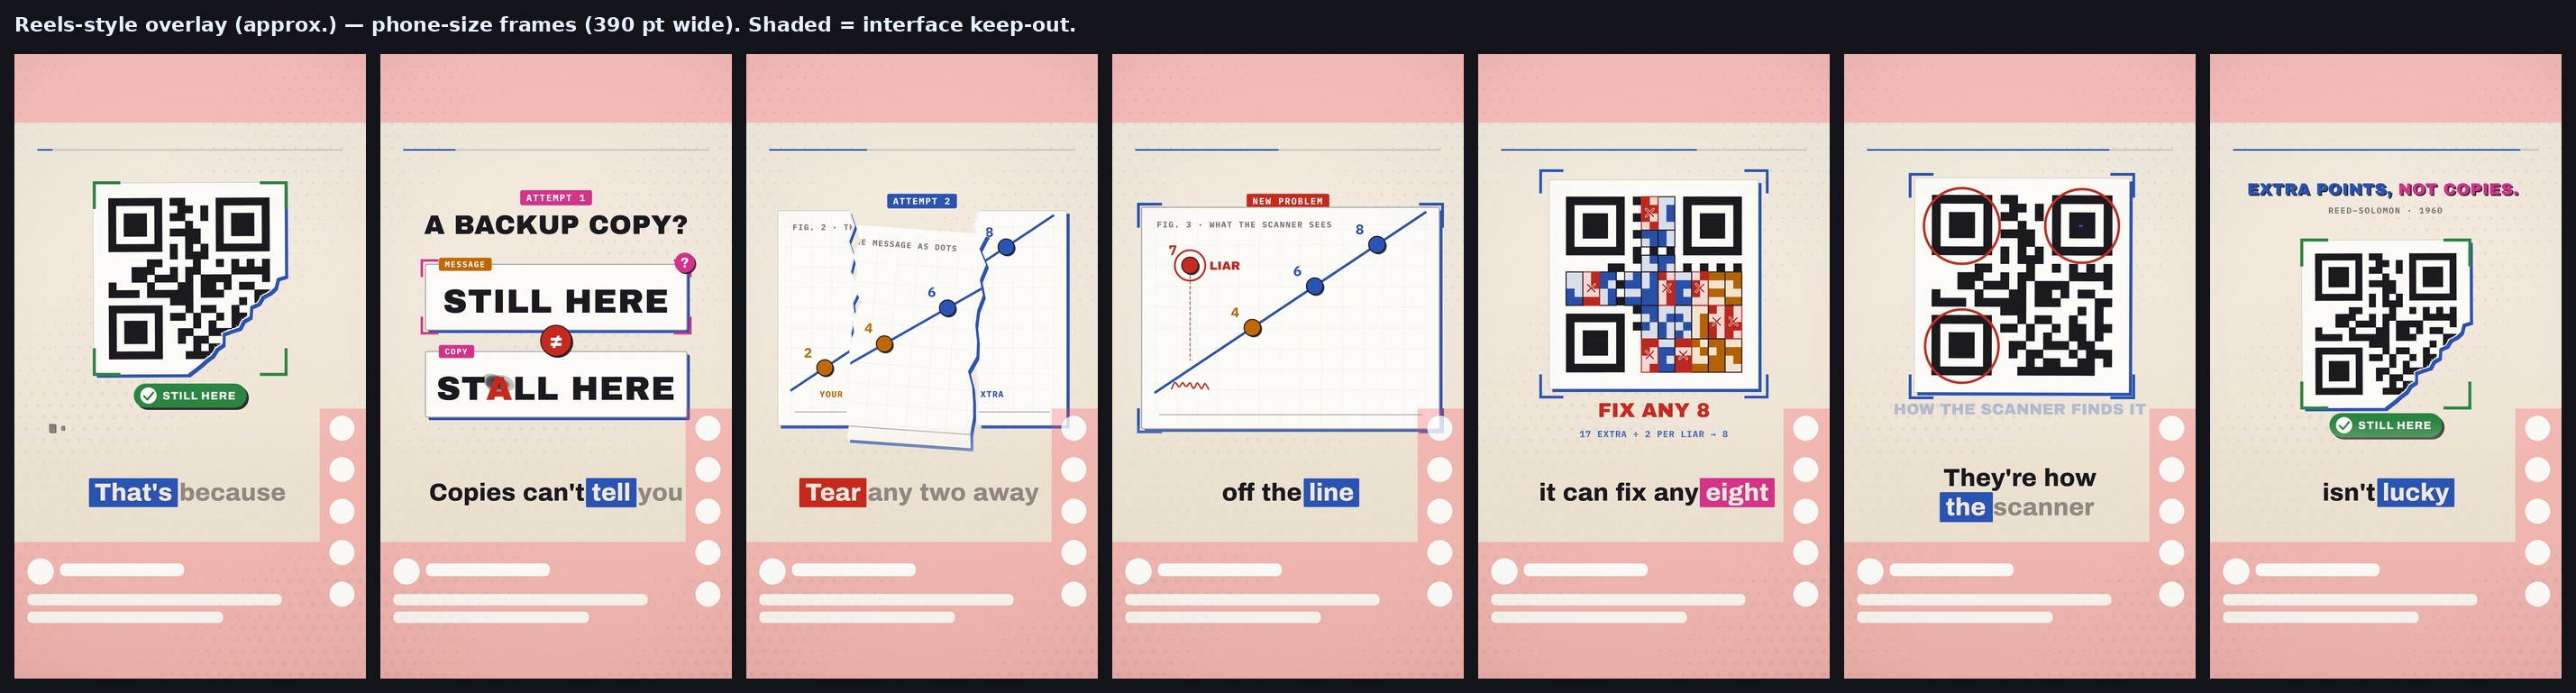 Reels-style overlay (approx.) — phone-size frames (390 pt wide). Shaded = interface keep-out.
STILL HERE
That's because
ATTEMPT 1
A BACKUP COPY?
MESSAGE
?
STILL HERE
≠
COPY
STALL HERE
Copies can't tell you
ATTEMPT 2
FIG. 2 · TH
E MESSAGE AS DOTS
8
6
4
2
YOUR
XTRA
Tear any two away
NEW PROBLEM
FIG. 3 · WHAT THE SCANNER SEES
8
7
LIAR
6
4
off the line
FIX ANY 8
17 EXTRA ÷ 2 PER LIAR → 8
it can fix any eight
HOW THE SCANNER FINDS IT
They're how
the scanner
EXTRA POINTS, NOT COPIES.
REED–SOLOMON · 1960
STILL HERE
isn't lucky